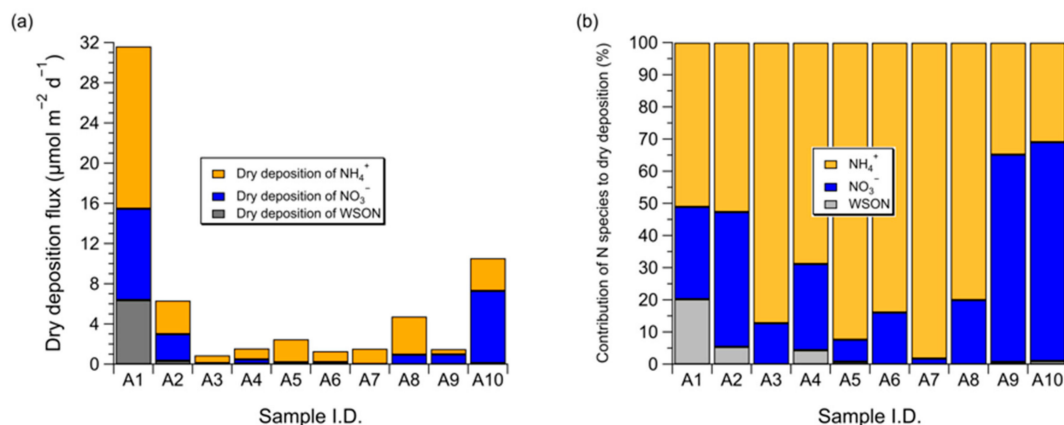 (a)
32
28
24
20
16
12
8
4
0
Dry deposition flux (µmol m⁻² d⁻¹)
Dry deposition of NH₄⁺
Dry deposition of NO₃⁻
Dry deposition of WSON
A1 A2 A3 A4 A5 A6 A7 A8 A9 A10
Sample I.D.
(b)
100
90
80
70
60
50
40
30
20
10
0
Contribution of N species to dry deposition (%)
NH₄⁺
NO₃⁻
WSON
A1 A2 A3 A4 A5 A6 A7 A8 A9 A10
Sample I.D.